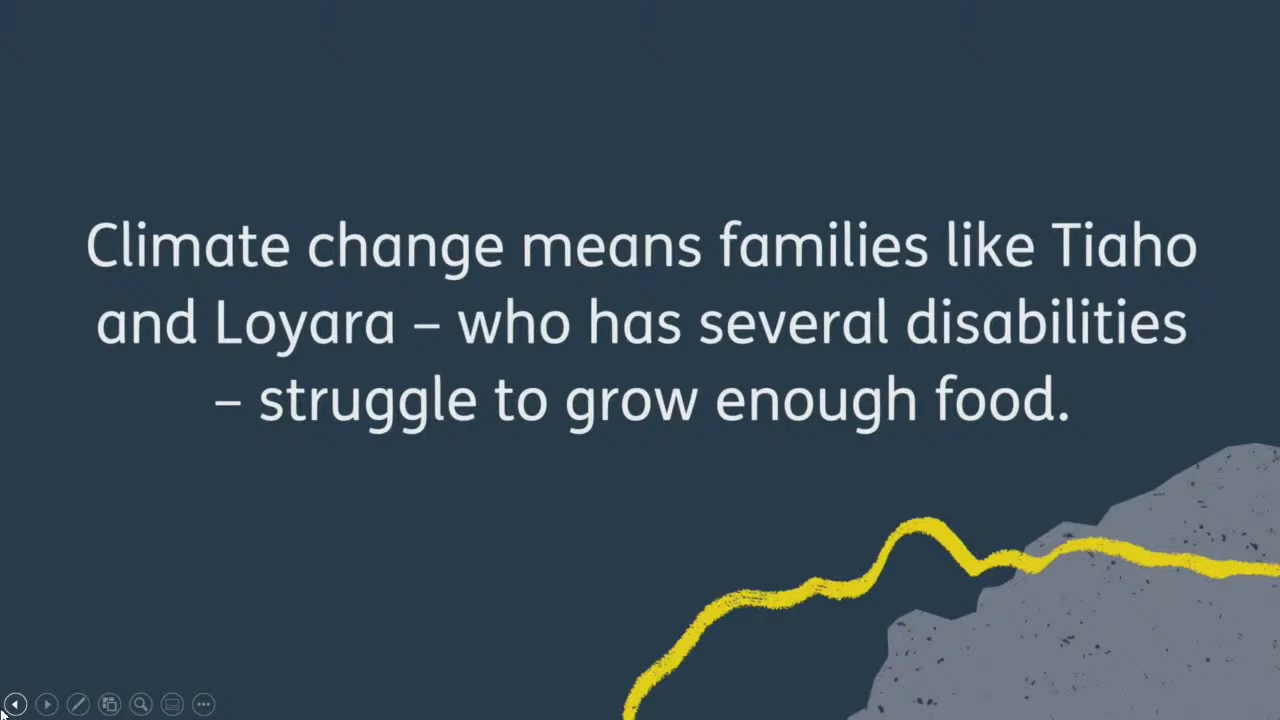 Climate change means families like Tiaho
and Loyara – who has several disabilities
– struggle to grow enough food.